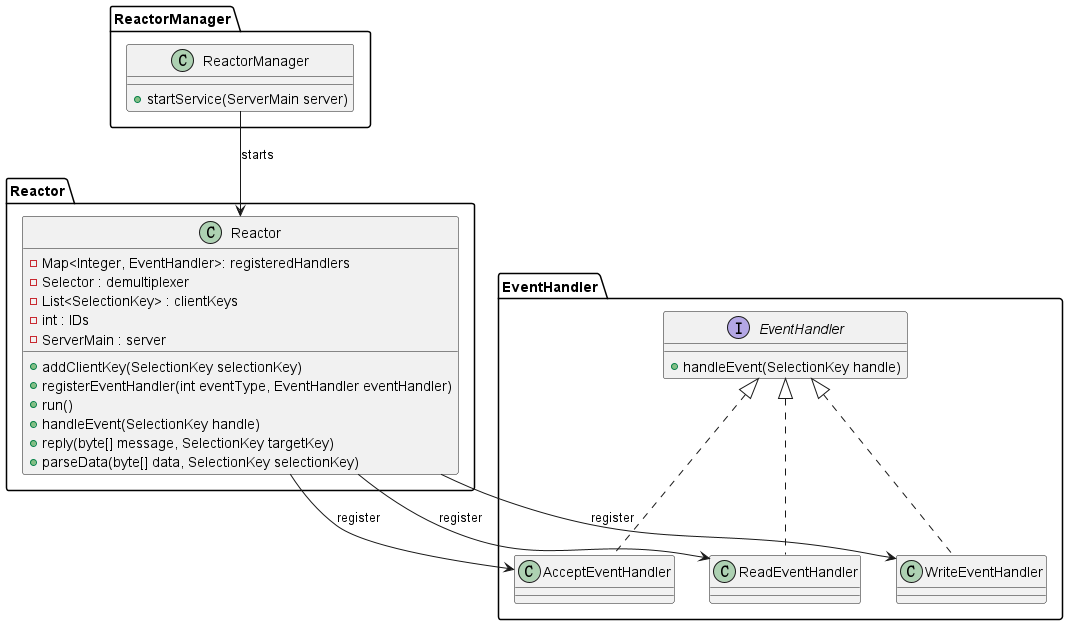 ReactorManager
C ReactorManager
startService(ServerMain server)
starts
Reactor
C Reactor
Map<Integer, EventHandler>: registeredHandlers
Selector : demultiplexer
List<SelectionKey> : clientKeys
int : IDs
ServerMain : server
addClientKey(SelectionKey selectionKey)
registerEventHandler(int eventType, EventHandler eventHandler)
run()
handleEvent(SelectionKey handle)
reply(byte[] message, SelectionKey targetKey)
parseData(byte[] data, SelectionKey selectionKey)
EventHandler
I EventHandler
handleEvent(SelectionKey handle)
register
register
register
C AcceptEventHandler
C ReadEventHandler
C WriteEventHandler